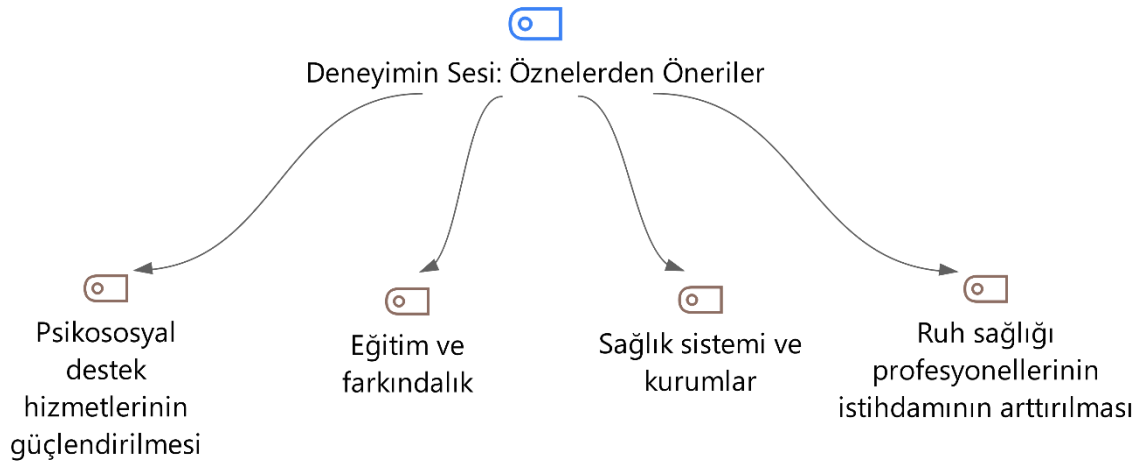 Deneyimin Sesi: Öznelerden Öneriler
Psikososyal
destek
hizmetlerinin
güçlendirilmesi
Eğitim ve
farkındalık
Sağlık sistemi ve
kurumlar
Ruh sağlığı
profesyonellerinin
istihdamının arttırılması